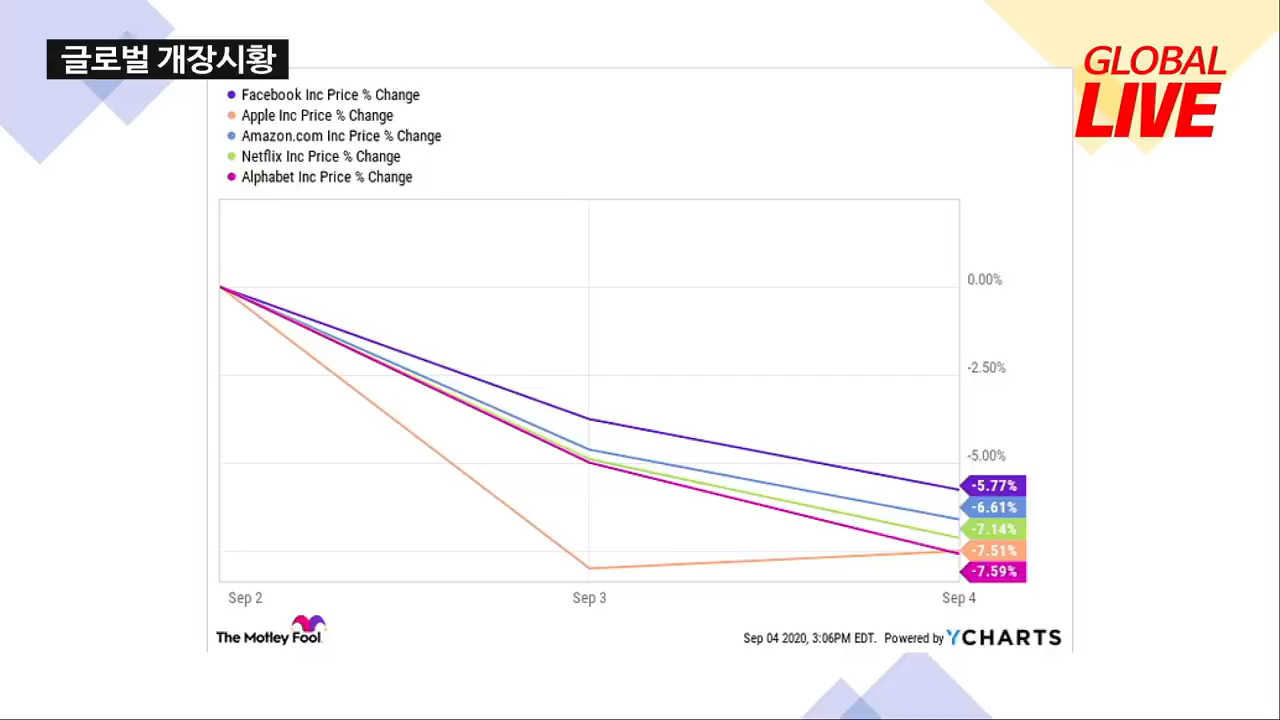 글로벌 개장시황
GLOBAL
LIVE
Facebook Inc Price % Change
Apple Inc Price % Change
Amazon.com Inc Price % Change
Netflix Inc Price % Change
Alphabet Inc Price % Change
0.00%
-2.50%
-5.00%
-5.77%
-6.61%
-7.14%
-7.51%
-7.59%
Sep 2 Sep 3 Sep 4
The Motley Fool Sep 04 2020, 3:06PM EDT. Powered by YCHARTS